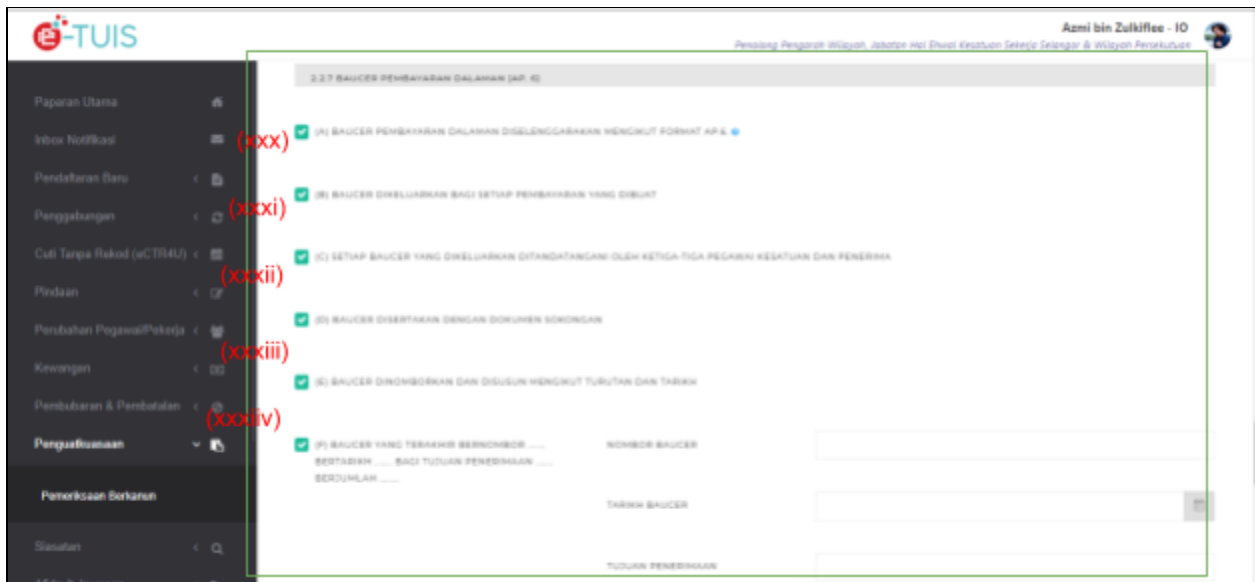 e-TUIS
Azmi bin Zulkiflee - IO
Penolong Pengarah Wilayah, Jabatan Hal Ehwal Kesatuan Sekerja Selangor & Wilayah Persekutuan
2.2.7 BAUCER PEMBAYARAN DALAMAN (AP. 6)
Paparan Utama
(xxx) (A) BAUCER PEMBAYARAN DALAMAN DISELENGGARAKAN MENGIKUT FORMAT AP.6
Inbox Notifikasi
Pendaftaran Baru
(B) BAUCER DIKELUARKAN BAGI SETIAP PEMBAYARAN YANG DIBUAT
(xxxi)
Penggabungan
Cuti Tanpa Rekod (eCTR4U)
(C) SETIAP BAUCER YANG DIKELUARKAN DITANDATANGANI OLEH KETIGA-TIGA PEGAWAI KESATUAN DAN PENERIMA
(xxxii)
Pindaan
(D) BAUCER DISERTAKAN DENGAN DOKUMEN SOKONGAN
Perubahan Pegawai/Pekerja
(xxxiii)
Kewangan
(E) BAUCER DINOMBORKAN DAN DISUSUN MENGIKUT TURUTAN DAN TARIKH
Pembubaran & Pembatalan
(xxxiiv)
Penguatkuasaan
(F) BAUCER YANG TERAKHIR BERNOMBOR ......
BERTARIKH ...... BAGI TUJUAN PENERIMAAN ......
BERJUMLAH ......
NOMBOR BAUCER
Pemeriksaan Berkanun
TARIKH BAUCER
Siasatan
TUJUAN PENERIMAAN